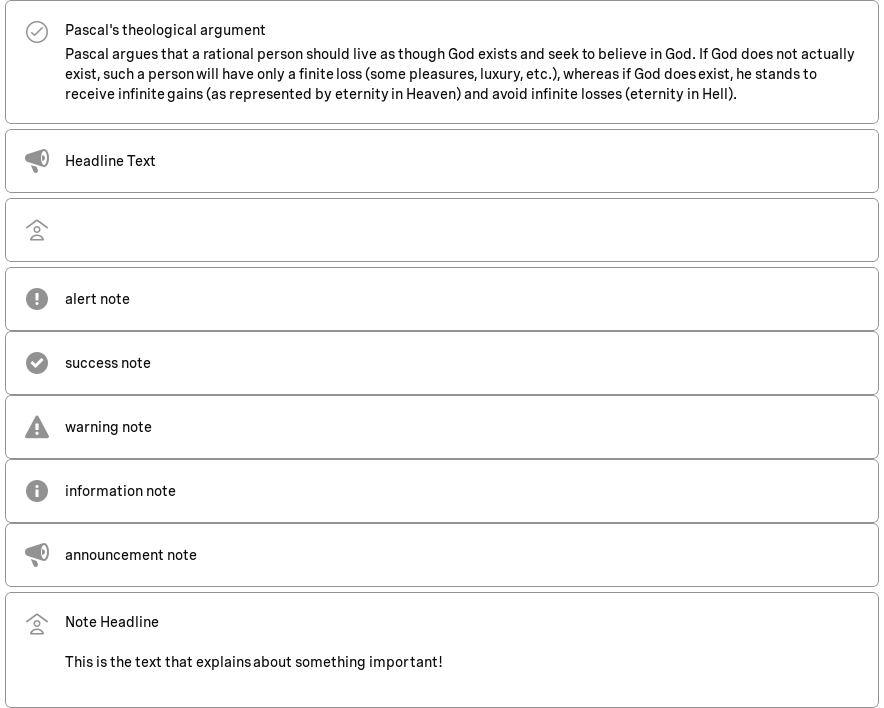 Pascal's theological argument
Pascal argues that a rational person should live as though God exists and seek to believe in God. If God does not actually
exist, such a person will have only a finite loss (some pleasures, luxury, etc.), whereas if God does exist, he stands to
receive infinite gains (as represented by eternity in Heaven) and avoid infinite losses (eternity in Hell).
Headline Text
alert note
success note
warning note
information note
announcement note
Note Headline
This is the text that explains about something important!